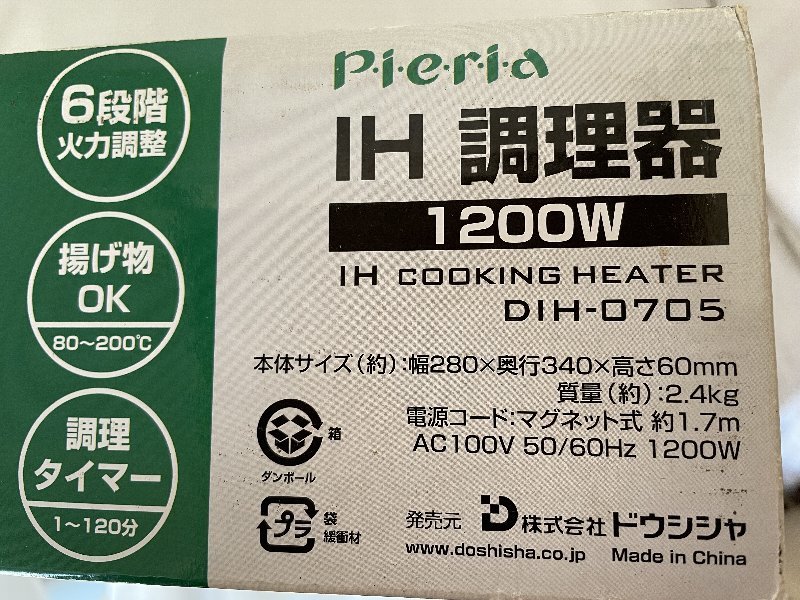 6段階
火力調整
揚げ物
OK
80～200℃
調理
タイマー
1～120分
P·i·e·r·i·a
IH 調理器
1200W
IH COOKING HEATER
DIH-0705
本体サイズ（約）：幅280×奥行340×高さ60mm
質量（約）：2.4kg
電源コード：マグネット式 約1.7m
AC100V 50/60Hz 1200W
箱
ダンボール
プラ
袋
緩衝材
発売元 株式会社ドウシシャ
www.doshisha.co.jp Made in China